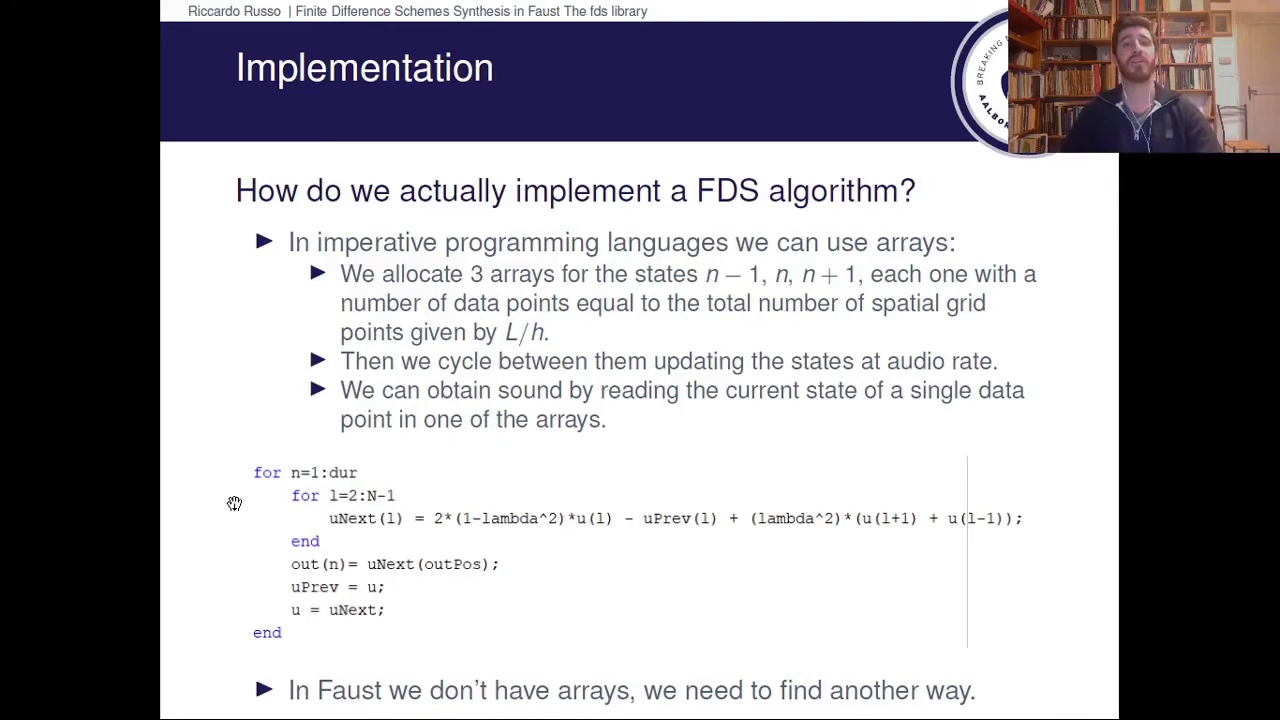 Riccardo Russo | Finite Difference Schemes Synthesis in Faust The fds library
Implementation
BREAKING
AALBOR
How do we actually implement a FDS algorithm?
► In imperative programming languages we can use arrays:
► We allocate 3 arrays for the states n − 1, n, n + 1, each one with a
number of data points equal to the total number of spatial grid
points given by L/h.
► Then we cycle between them updating the states at audio rate.
► We can obtain sound by reading the current state of a single data
point in one of the arrays.
for n=1:dur
for l=2:N-1
uNext(l) = 2*(1-lambda^2)*u(l) - uPrev(l) + (lambda^2)*(u(l+1) + u(l-1));
end
out(n)= uNext(outPos);
uPrev = u;
u = uNext;
end
► In Faust we don't have arrays, we need to find another way.